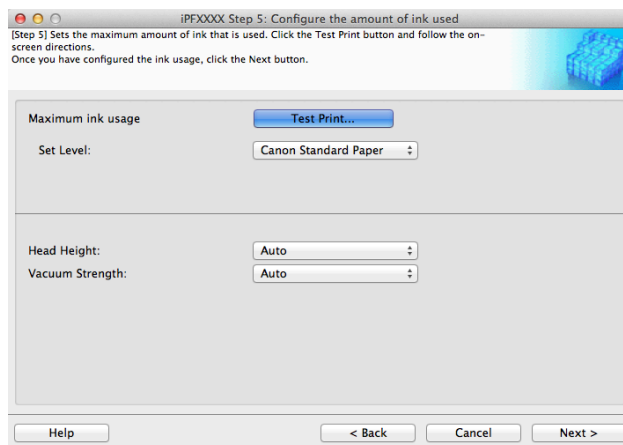 iPFXXXX Step 5: Configure the amount of ink used
[Step 5] Sets the maximum amount of ink that is used. Click the Test Print button and follow the on-
screen directions.
Once you have configured the ink usage, click the Next button.
Maximum ink usage Test Print...
Set Level: Canon Standard Paper
Head Height: Auto
Vacuum Strength: Auto
Help < Back Cancel Next >